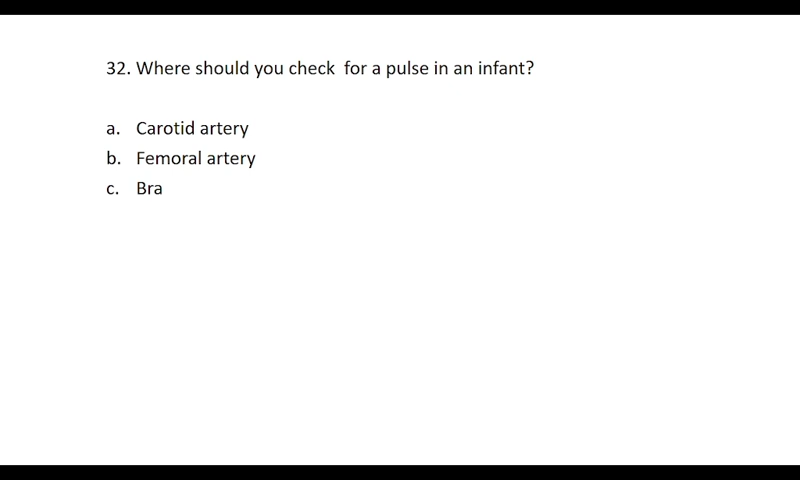 32. Where should you check for a pulse in an infant?
a. Carotid artery
b. Femoral artery
c. Bra